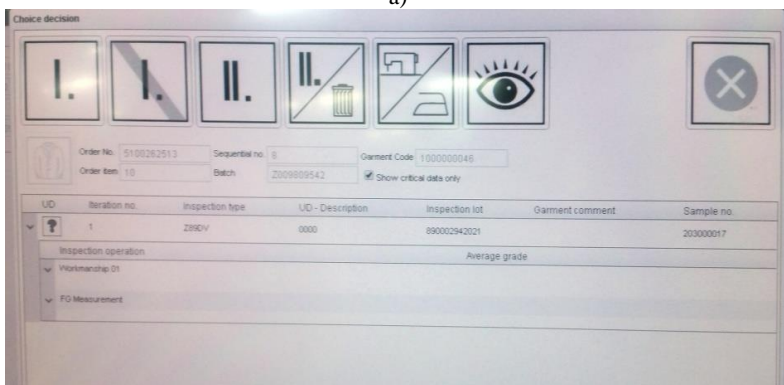 a)
Choice decision
I. I. II. II.
Order No. 5100262513 Sequential no. 8 Garment Code 1000000046
Order item 10 Batch Z009809542 Show critical data only
UD Iteration no. Inspection type UD - Description Inspection lot Garment comment Sample no.
? 1 Z89DV 0000 890002942021 203000017
Inspection operation Average grade
Workmanship 01
FG Measurement